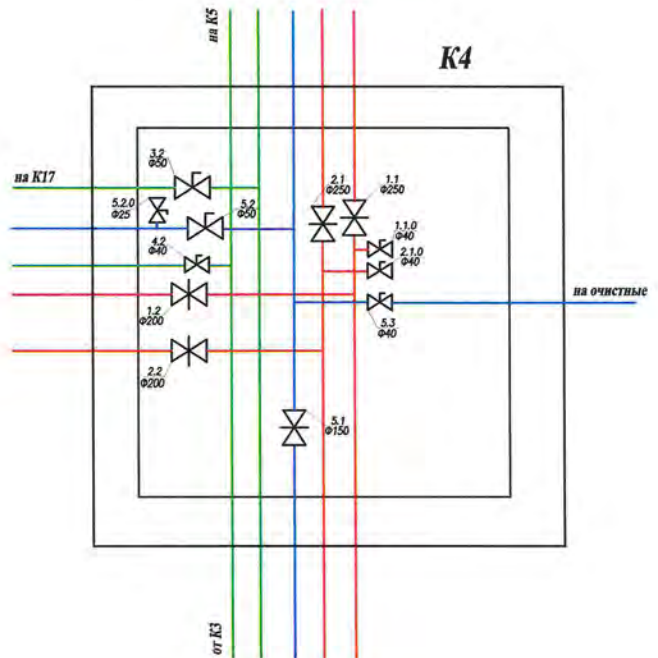 на К5
К4
3.2
Ф50
на К17
5.2.0
Ф25
5.2
Ф50
2.1
Ф250
1.1
Ф250
4.2
Ф40
1.1.0
Ф40
2.1.0
Ф40
1.2
Ф200
на очистные
5.3
Ф40
2.2
Ф200
5.1
Ф150
от К3